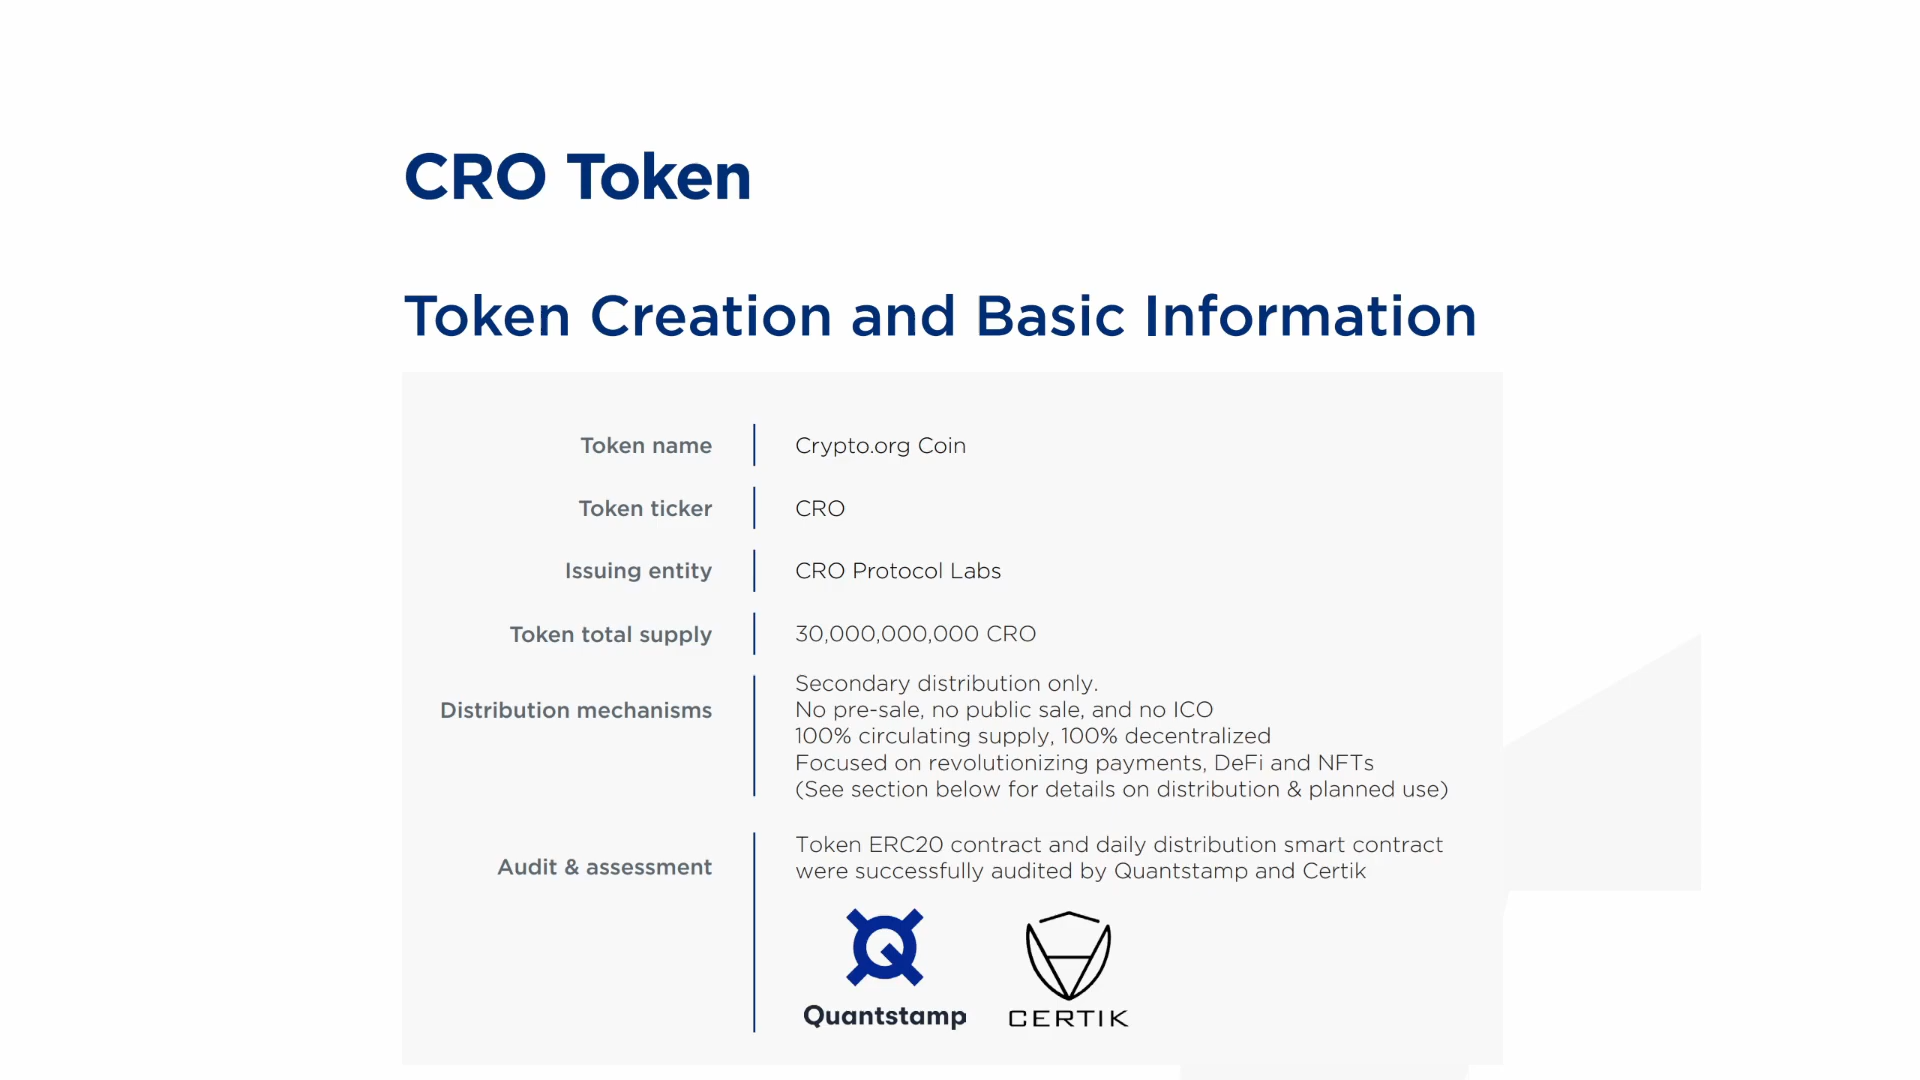 CRO Token
Token Creation and Basic Information
Token name
Crypto.org Coin
Token ticker
CRO
Issuing entity
CRO Protocol Labs
Token total supply
30,000,000,000 CRO
Distribution mechanisms
Secondary distribution only.
No pre-sale, no public sale, and no ICO
100% circulating supply, 100% decentralized
Focused on revolutionizing payments, DeFi and NFTs
(See section below for details on distribution & planned use)
Audit & assessment
Token ERC20 contract and daily distribution smart contract
were successfully audited by Quantstamp and Certik
Quantstamp
CERTIK